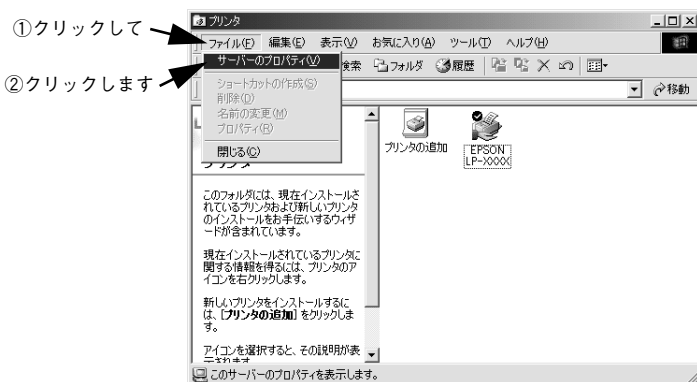 ①クリックして
②クリックします
プリンタ
ファイル(F) 編集(E) 表示(V) お気に入り(A) ツール(T) ヘルプ(H)
サーバーのプロパティ(V)
ショートカットの作成(S)
削除(D)
名前の変更(M)
プロパティ(R)
閉じる(C)
検索 フォルダ 履歴
移動
プリンタ
プリンタの追加
EPSON
LP-XXXX
このフォルダには、現在インストールさ
れているプリンタおよび新しいプリンタ
のインストールをお手伝いするウィザ
ードが含まれています。
現在インストールされているプリンタに
関する情報を得るには、プリンタのア
イコンを右クリックします。
新しいプリンタをインストールするに
は、[プリンタの追加] をクリックしま
す。
アイコンを選択すると、その説明が表
示されます
このサーバーのプロパティを表示します。